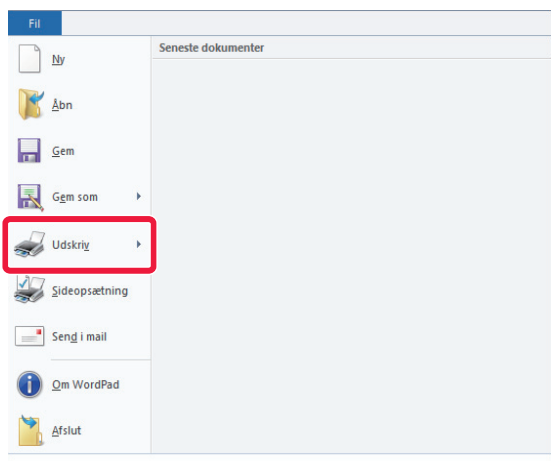 Fil
Seneste dokumenter
Ny
Åbn
Gem
Gem som
Udskriv
Sideopsætning
Send i mail
Om WordPad
Afslut